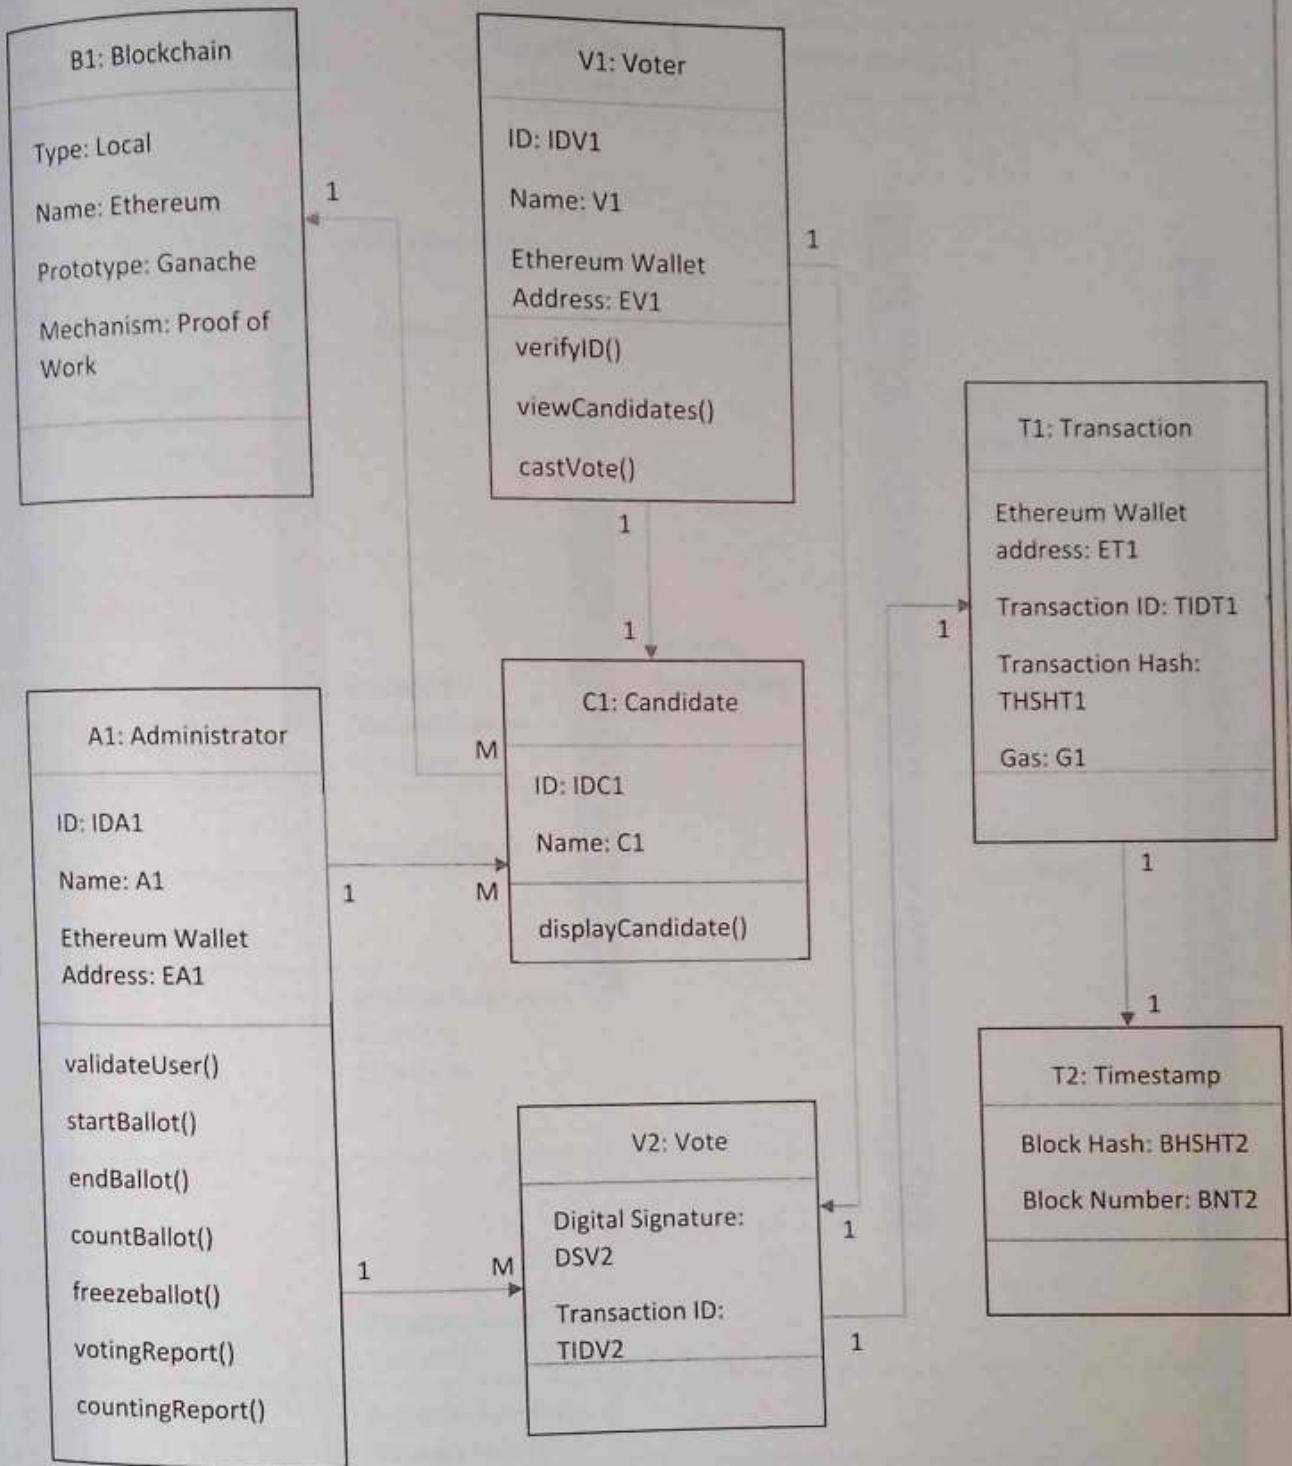 B1: Blockchain
Type: Local
Name: Ethereum
Prototype: Ganache
Mechanism: Proof of
Work
1
V1: Voter
ID: IDV1
Name: V1
Ethereum Wallet
Address: EV1
verifyID()
viewCandidates()
castVote()
1
1
1
T1: Transaction
Ethereum Wallet
address: ET1
Transaction ID: TIDT1
Transaction Hash:
THSHT1
Gas: G1
1
1
1
A1: Administrator
ID: IDA1
Name: A1
Ethereum Wallet
Address: EA1
validateUser()
startBallot()
endBallot()
countBallot()
freezeballot()
votingReport()
countingReport()
1
1
C1: Candidate
ID: IDC1
Name: C1
displayCandidate()
M
M
V2: Vote
Digital Signature:
DSV2
Transaction ID:
TIDV2
M
1
1
T2: Timestamp
Block Hash: BHSHT2
Block Number: BNT2